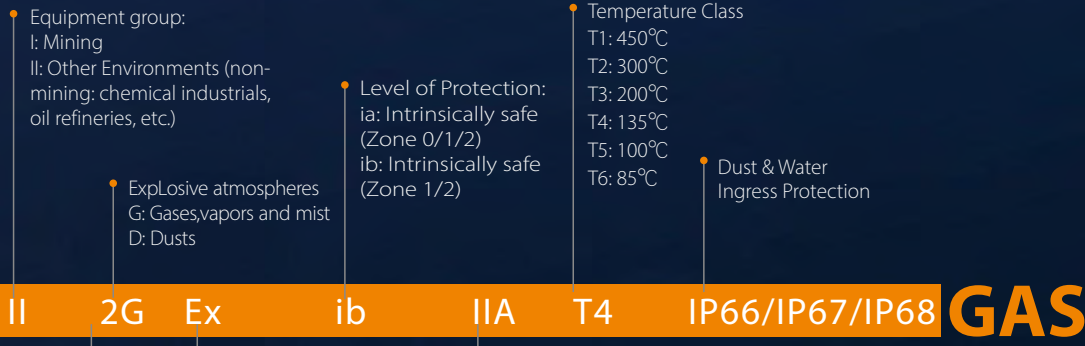 Equipment group:
I: Mining
II: Other Environments (non-
mining: chemical industrials,
oil refineries, etc.)
ExpLosive atmospheres
G: Gases,vapors and mist
D: Dusts
Level of Protection:
ia: Intrinsically safe
(Zone 0/1/2)
ib: Intrinsically safe
(Zone 1/2)
Temperature Class
T1: 450℃
T2: 300℃
T3: 200℃
T4: 135℃
T5: 100℃
T6: 85℃
Dust & Water
Ingress Protection
II 2G Ex ib IIA T4 IP66/IP67/IP68 GAS